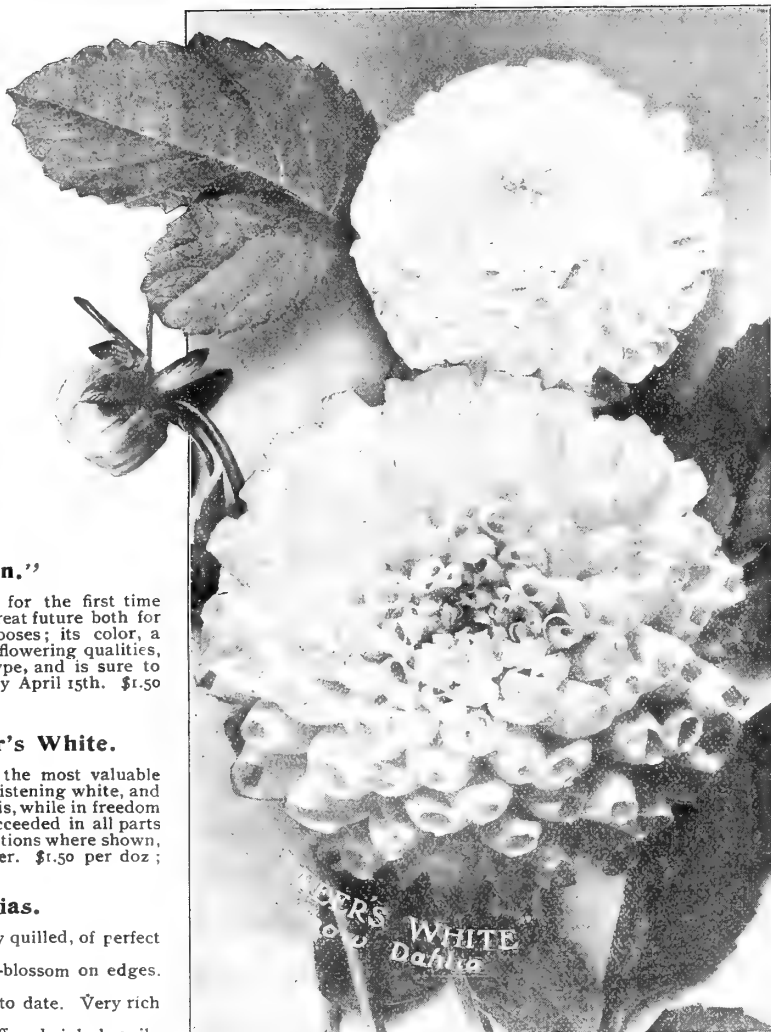 n."
for the first time
reat future both for
poses; its color, a
flowering qualities,
ype, and is sure to
y April 15th. $1.50
r's White.
the most valuable
listening white, and
is, while in freedom
cceeded in all parts
tions where shown,
er. $1.50 per doz;
ias.
y quilled, of perfect
-blossom on edges.
to date. Very rich
EER'S WHITE"
Dahlia